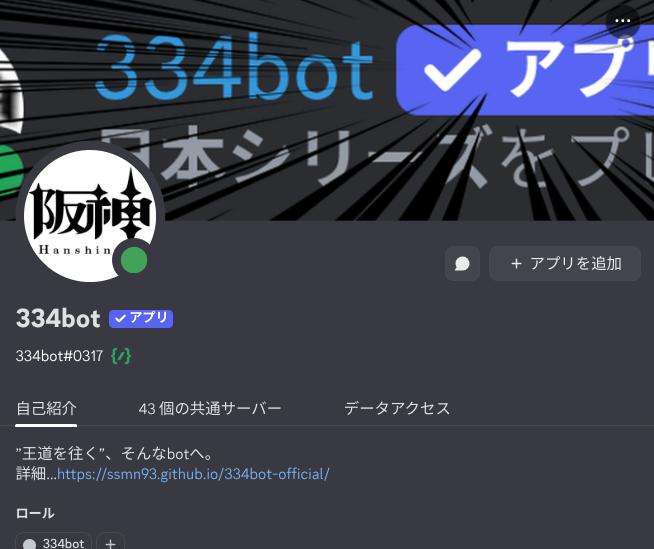 334bot アプリ
日本シリーズをプレ
阪神
Hanshin
+ アプリを追加
334bot アプリ
334bot#0317
自己紹介 43 個の共通サーバー データアクセス
”王道を往く”、そんなbotへ。
詳細...https://ssmn93.github.io/334bot-official/
ロール
334bot +